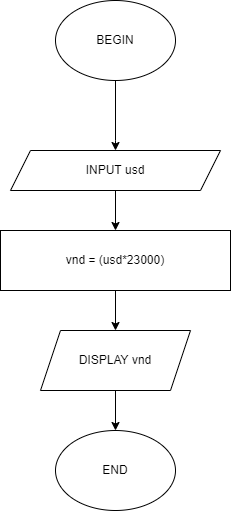 BEGIN
INPUT usd
vnd = (usd*23000)
DISPLAY vnd
END